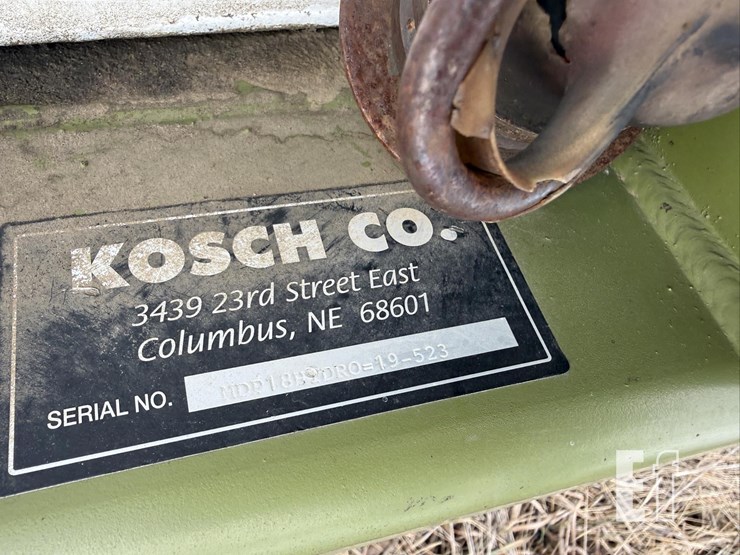 KOSCH CO.
3439 23rd Street East
Columbus, NE 68601
SERIAL NO.